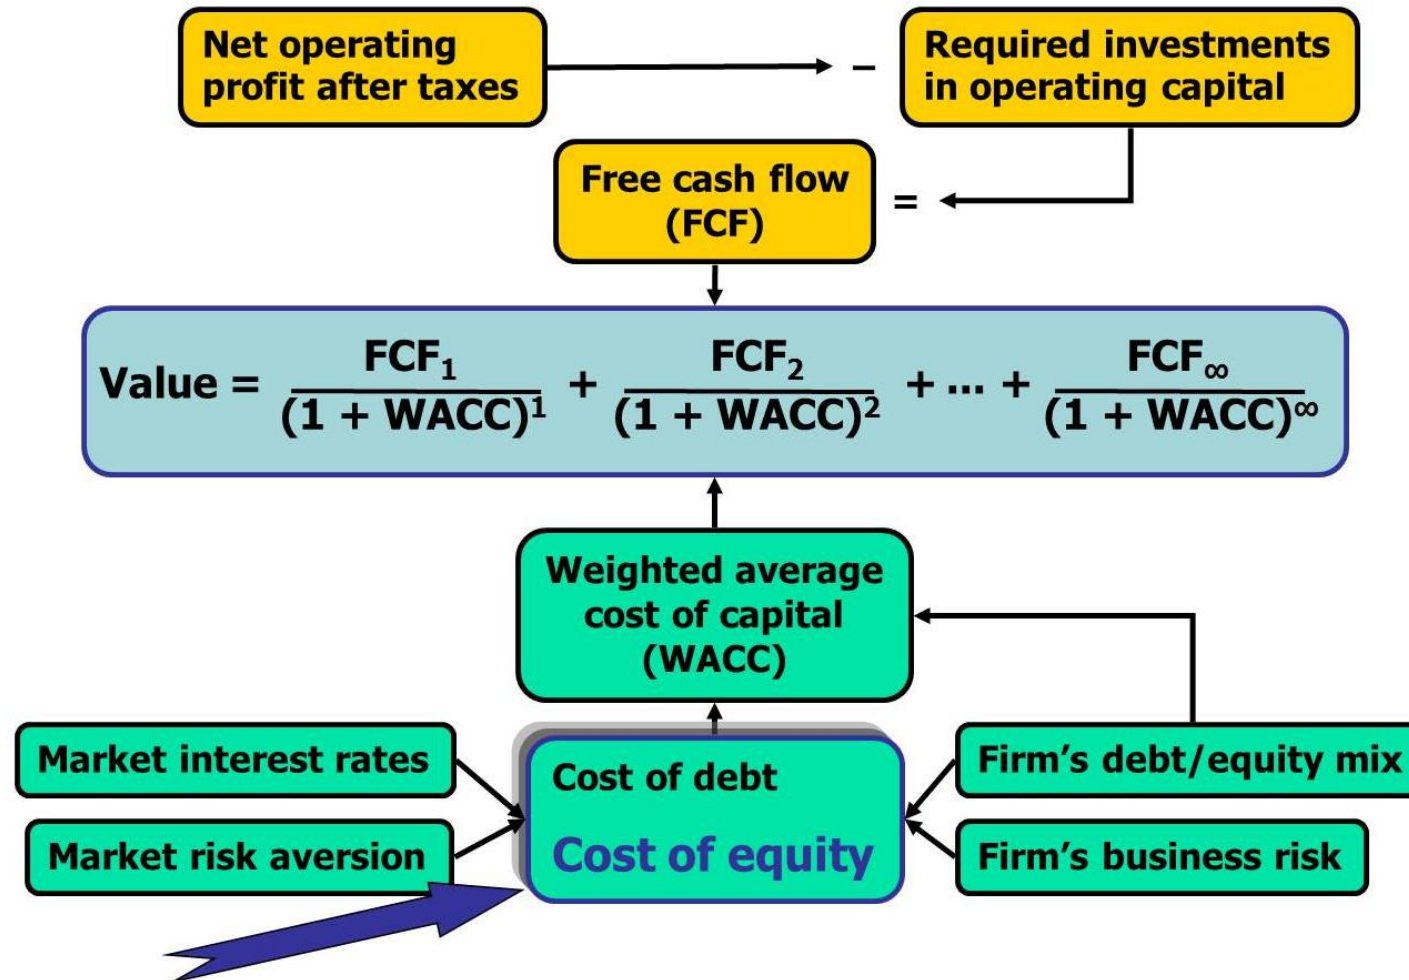 Net operating
profit after taxes
–
Required investments
in operating capital
Free cash flow
(FCF)
=
Value = FCF₁ / (1 + WACC)¹ + FCF₂ / (1 + WACC)² + ... + FCF∞ / (1 + WACC)^∞
Weighted average
cost of capital
(WACC)
Market interest rates
Market risk aversion
Cost of debt
Cost of equity
Firm’s debt/equity mix
Firm’s business risk